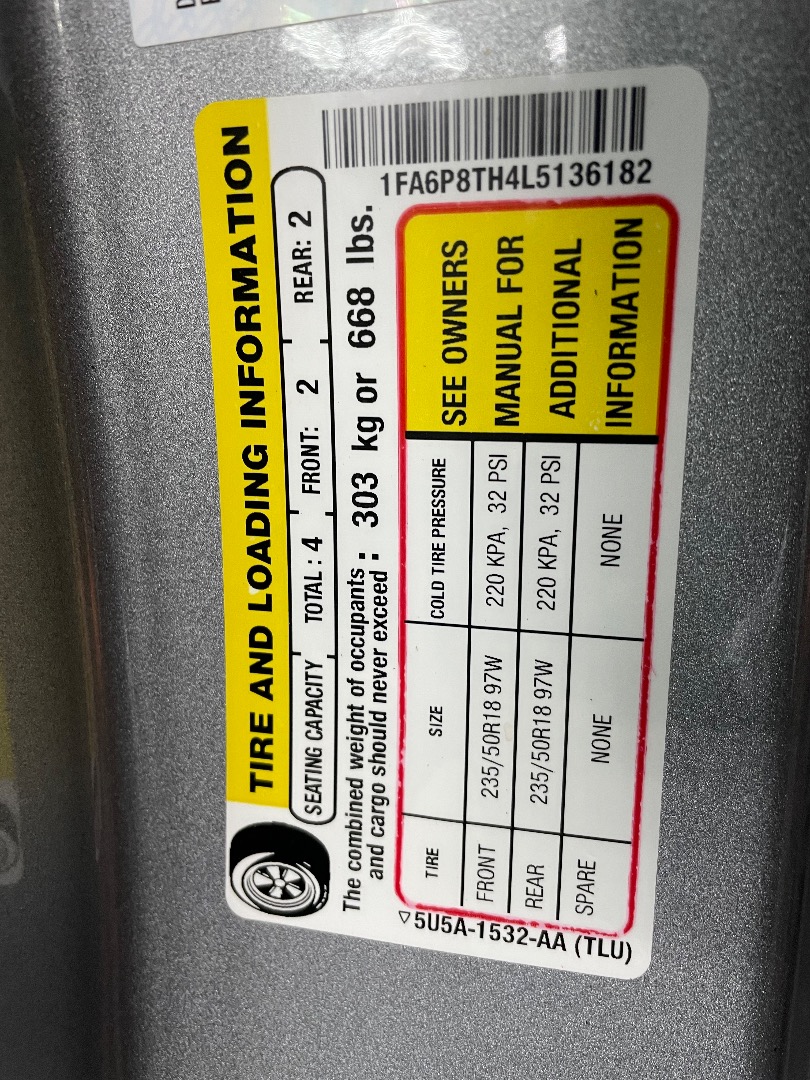 TIRE AND LOADING INFORMATION
SEATING CAPACITY TOTAL : 4 FRONT: 2 REAR: 2
The combined weight of occupants
and cargo should never exceed : 303 kg or 668 lbs.
1FA6P8TH4L5136182
TIRE SIZE COLD TIRE PRESSURE
FRONT 235/50R18 97W 220 KPA, 32 PSI
REAR 235/50R18 97W 220 KPA, 32 PSI
SPARE NONE NONE
SEE OWNERS
MANUAL FOR
ADDITIONAL
INFORMATION
5U5A-1532-AA (TLU)